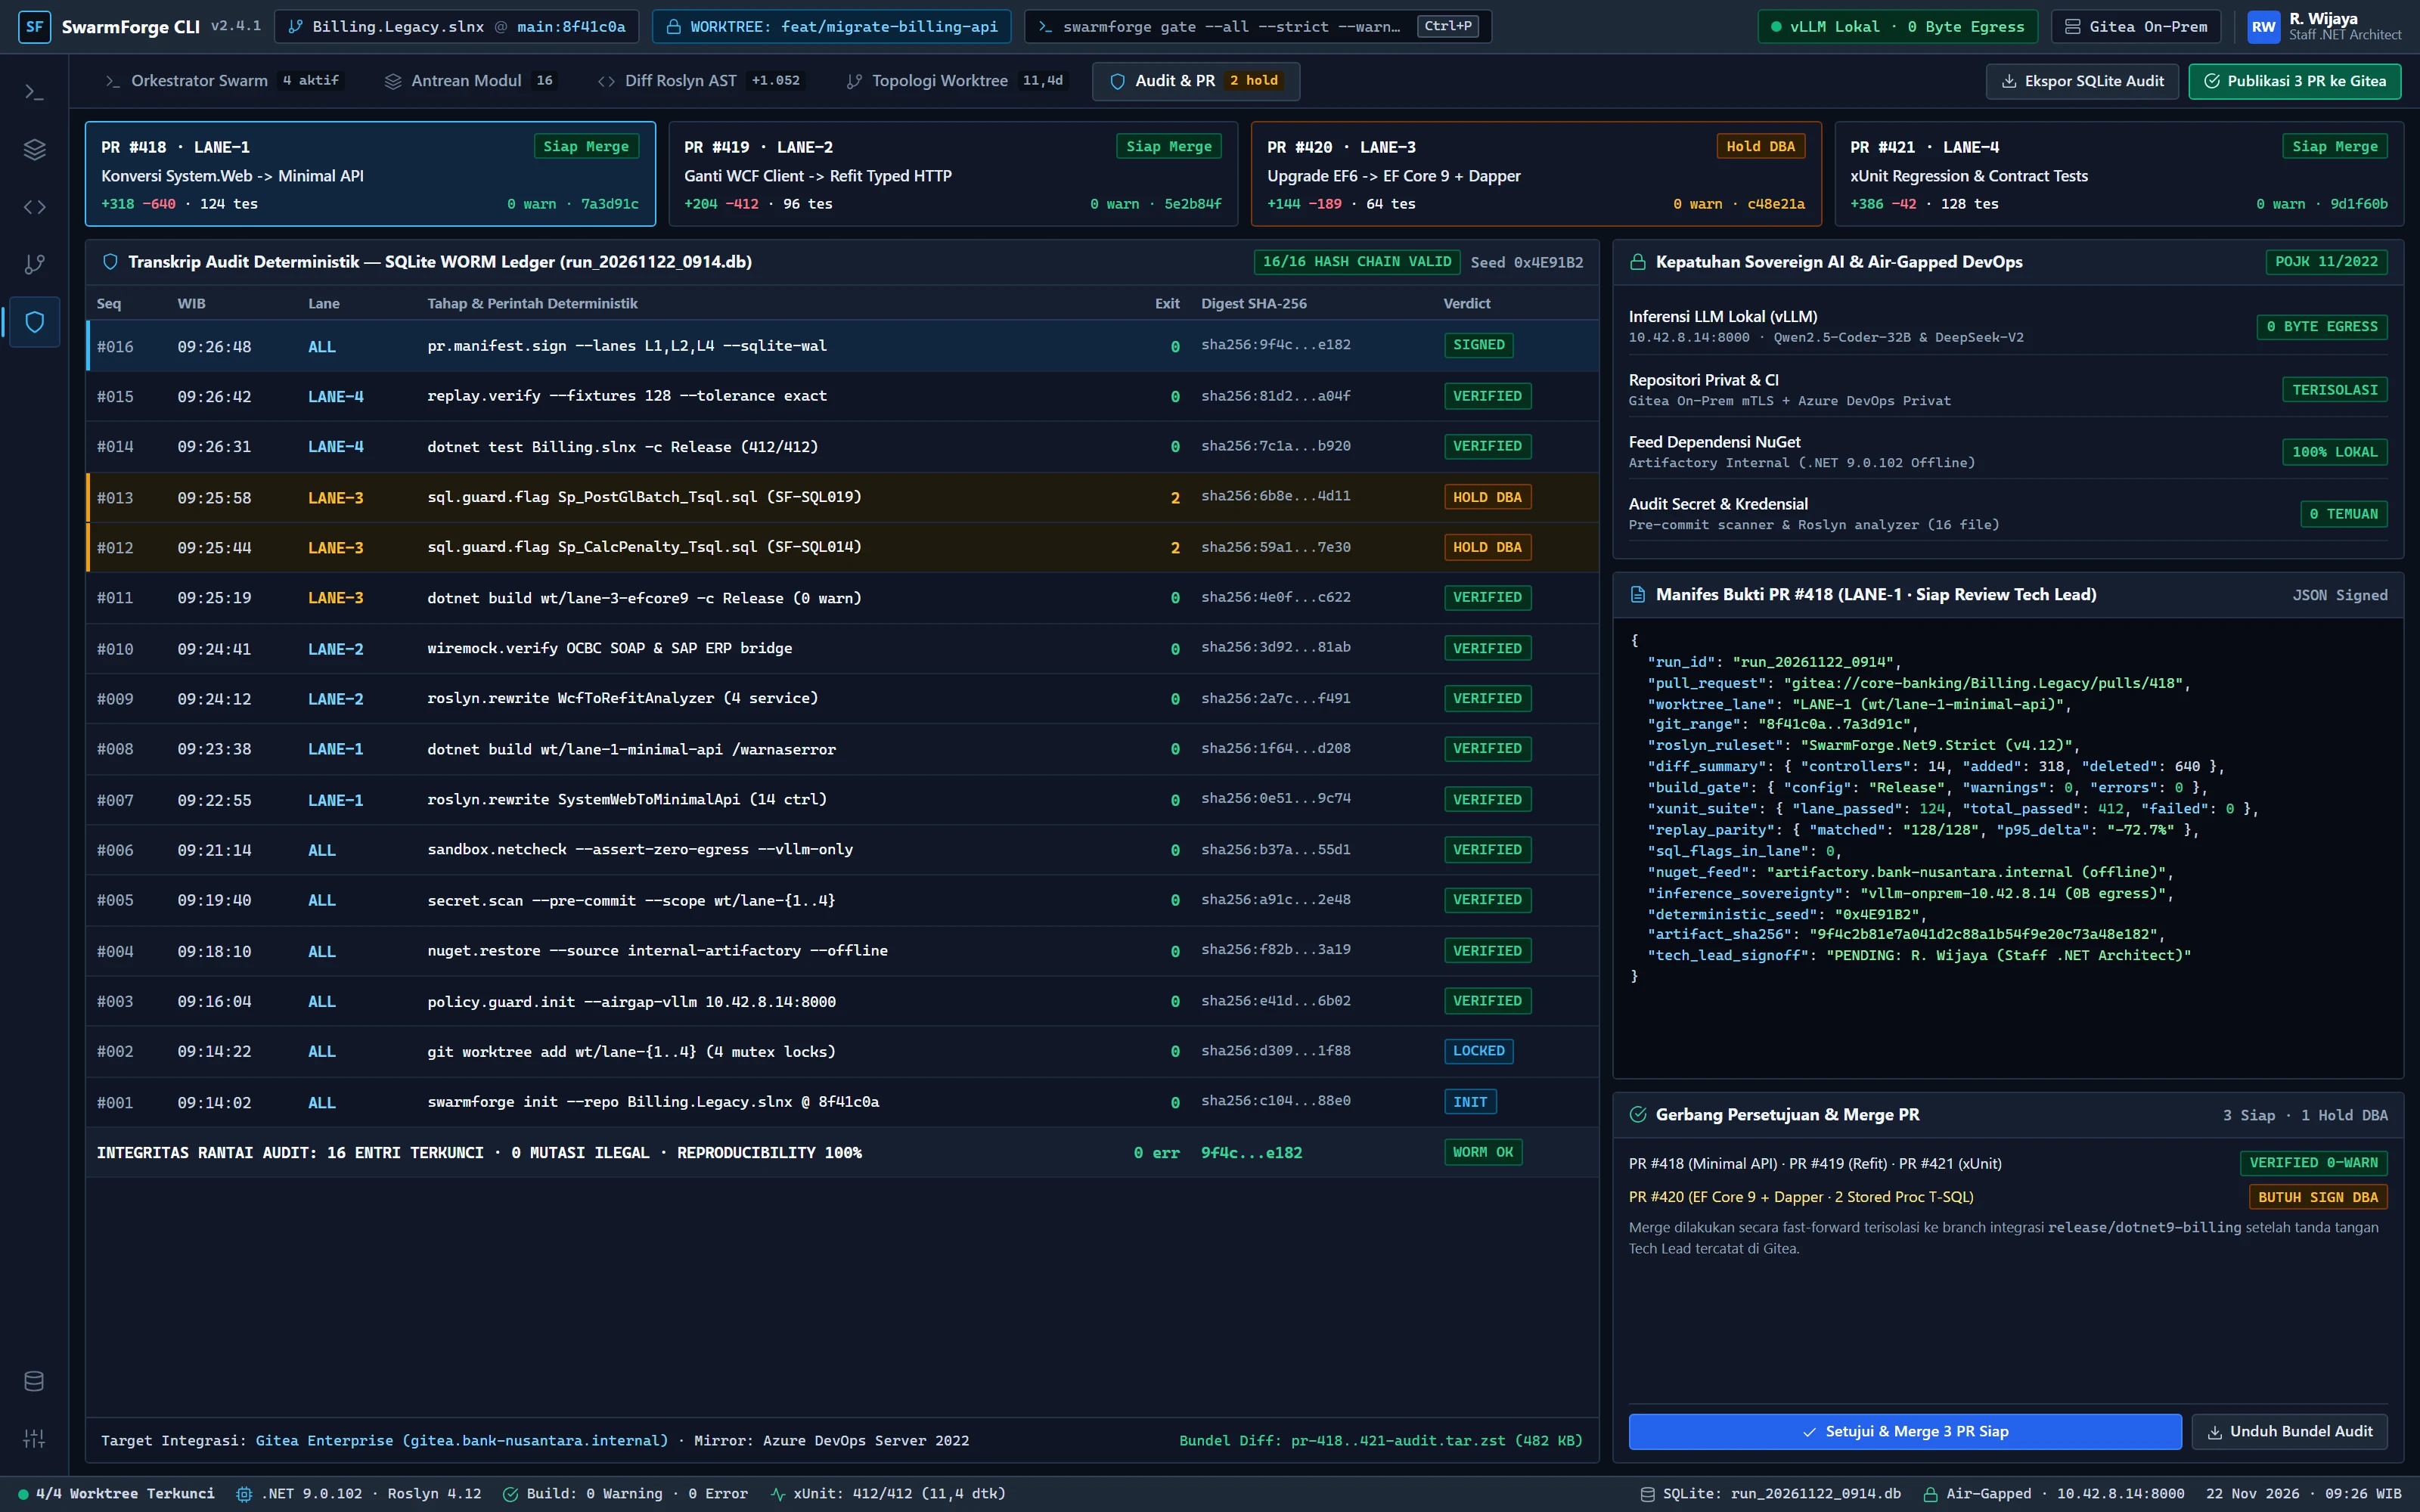 SF SwarmForge CLI v2.4.1 Billing.Legacy.slnx @ main:8f41c0a WORKTREE: feat/migrate-billing-api swarmforge gate --all --strict --warn… Ctrl+P vLLM Lokal · 0 Byte Egress Gitea On-Prem RW R. Wijaya
Staff .NET Architect
Orkestrator Swarm 4 aktif Antrean Modul 16 Diff Roslyn AST +1.052 Topologi Worktree 11,4d Audit & PR 2 hold Ekspor SQLite Audit Publikasi 3 PR ke Gitea
PR #418 · LANE-1 Siap Merge
Konversi System.Web -> Minimal API
+318 −640 · 124 tes 0 warn · 7a3d91c
PR #419 · LANE-2 Siap Merge
Ganti WCF Client -> Refit Typed HTTP
+204 −412 · 96 tes 0 warn · 5e2b84f
PR #420 · LANE-3 Hold DBA
Upgrade EF6 -> EF Core 9 + Dapper
+144 −189 · 64 tes 0 warn · c48e21a
PR #421 · LANE-4 Siap Merge
xUnit Regression & Contract Tests
+386 −42 · 128 tes 0 warn · 9d1f60b
Transkrip Audit Deterministik — SQLite WORM Ledger (run_20261122_0914.db) 16/16 HASH CHAIN VALID Seed 0x4E91B2
Seq WIB Lane Tahap & Perintah Deterministik Exit Digest SHA-256 Verdict
#016 09:26:48 ALL pr.manifest.sign --lanes L1,L2,L4 --sqlite-wal 0 sha256:9f4c...e182 SIGNED
#015 09:26:42 LANE-4 replay.verify --fixtures 128 --tolerance exact 0 sha256:81d2...a04f VERIFIED
#014 09:26:31 LANE-4 dotnet test Billing.slnx -c Release (412/412) 0 sha256:7c1a...b920 VERIFIED
#013 09:25:58 LANE-3 sql.guard.flag Sp_PostGlBatch_Tsql.sql (SF-SQL019) 2 sha256:6b8e...4d11 HOLD DBA
#012 09:25:44 LANE-3 sql.guard.flag Sp_CalcPenalty_Tsql.sql (SF-SQL014) 2 sha256:59a1...7e30 HOLD DBA
#011 09:25:19 LANE-3 dotnet build wt/lane-3-efcore9 -c Release (0 warn) 0 sha256:4e0f...c622 VERIFIED
#010 09:24:41 LANE-2 wiremock.verify OCBC SOAP & SAP ERP bridge 0 sha256:3d92...81ab VERIFIED
#009 09:24:12 LANE-2 roslyn.rewrite WcfToRefitAnalyzer (4 service) 0 sha256:2a7c...f491 VERIFIED
#008 09:23:38 LANE-1 dotnet build wt/lane-1-minimal-api /warnaserror 0 sha256:1f64...d208 VERIFIED
#007 09:22:55 LANE-1 roslyn.rewrite SystemWebToMinimalApi (14 ctrl) 0 sha256:0e51...9c74 VERIFIED
#006 09:21:14 ALL sandbox.netcheck --assert-zero-egress --vllm-only 0 sha256:b37a...55d1 VERIFIED
#005 09:19:40 ALL secret.scan --pre-commit --scope wt/lane-{1..4} 0 sha256:a91c...2e48 VERIFIED
#004 09:18:10 ALL nuget.restore --source internal-artifactory --offline 0 sha256:f82b...3a19 VERIFIED
#003 09:16:04 ALL policy.guard.init --airgap-vllm 10.42.8.14:8000 0 sha256:e41d...6b02 VERIFIED
#002 09:14:22 ALL git worktree add wt/lane-{1..4} (4 mutex locks) 0 sha256:d309...1f88 LOCKED
#001 09:14:02 ALL swarmforge init --repo Billing.Legacy.slnx @ 8f41c0a 0 sha256:c104...88e0 INIT
INTEGRITAS RANTAI AUDIT: 16 ENTRI TERKUNCI · 0 MUTASI ILEGAL · REPRODUCIBILITY 100% 0 err 9f4c...e182 WORM OK
Target Integrasi: Gitea Enterprise (gitea.bank-nusantara.internal) · Mirror: Azure DevOps Server 2022 Bundel Diff: pr-418..421-audit.tar.zst (482 KB)
Kepatuhan Sovereign AI & Air-Gapped DevOps POJK 11/2022
Inferensi LLM Lokal (vLLM) 0 BYTE EGRESS
10.42.8.14:8000 · Qwen2.5-Coder-32B & DeepSeek-V2
Repositori Privat & CI TERISOLASI
Gitea On-Prem mTLS + Azure DevOps Privat
Feed Dependensi NuGet 100% LOKAL
Artifactory Internal (.NET 9.0.102 Offline)
Audit Secret & Kredensial 0 TEMUAN
Pre-commit scanner & Roslyn analyzer (16 file)
Manifes Bukti PR #418 (LANE-1 · Siap Review Tech Lead) JSON Signed
{
"run_id": "run_20261122_0914",
"pull_request": "gitea://core-banking/Billing.Legacy/pulls/418",
"worktree_lane": "LANE-1 (wt/lane-1-minimal-api)",
"git_range": "8f41c0a..7a3d91c",
"roslyn_ruleset": "SwarmForge.Net9.Strict (v4.12)",
"diff_summary": { "controllers": 14, "added": 318, "deleted": 640 },
"build_gate": { "config": "Release", "warnings": 0, "errors": 0 },
"xunit_suite": { "lane_passed": 124, "total_passed": 412, "failed": 0 },
"replay_parity": { "matched": "128/128", "p95_delta": "-72.7%" },
"sql_flags_in_lane": 0,
"nuget_feed": "artifactory.bank-nusantara.internal (offline)",
"inference_sovereignty": "vllm-onprem-10.42.8.14 (0B egress)",
"deterministic_seed": "0x4E91B2",
"artifact_sha256": "9f4c2b81e7a041d2c88a1b54f9e20c73a48e182",
"tech_lead_signoff": "PENDING: R. Wijaya (Staff .NET Architect)"
}
Gerbang Persetujuan & Merge PR 3 Siap · 1 Hold DBA
PR #418 (Minimal API) · PR #419 (Refit) · PR #421 (xUnit) VERIFIED 0-WARN
PR #420 (EF Core 9 + Dapper · 2 Stored Proc T-SQL) BUTUH SIGN DBA
Merge dilakukan secara fast-forward terisolasi ke branch integrasi release/dotnet9-billing setelah tanda tangan
Tech Lead tercatat di Gitea.
Setujui & Merge 3 PR Siap Unduh Bundel Audit
4/4 Worktree Terkunci .NET 9.0.102 · Roslyn 4.12 Build: 0 Warning · 0 Error xUnit: 412/412 (11,4 dtk) SQLite: run_20261122_0914.db Air-Gapped · 10.42.8.14:8000 22 Nov 2026 · 09:26 WIB